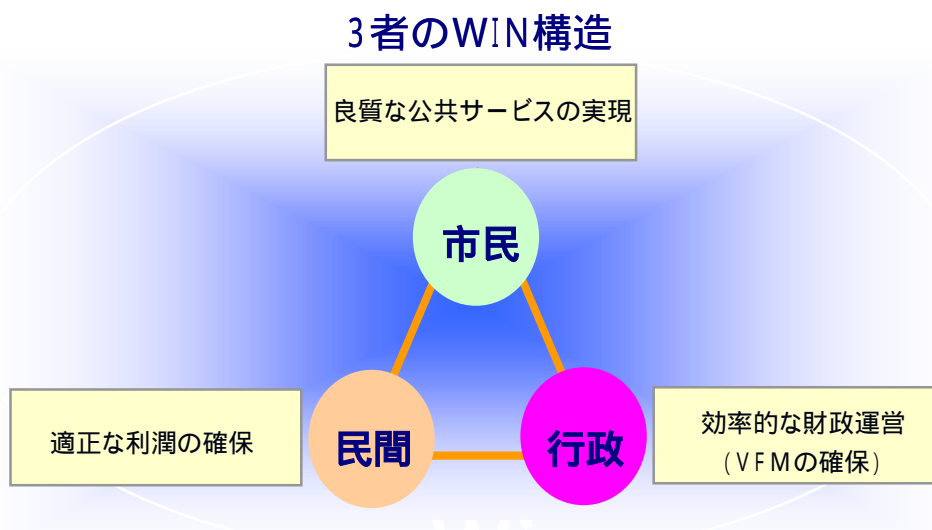 3者のWIN構造
良質な公共サービスの実現
市民
民間
行政
適正な利潤の確保
効率的な財政運営
(VFMの確保)